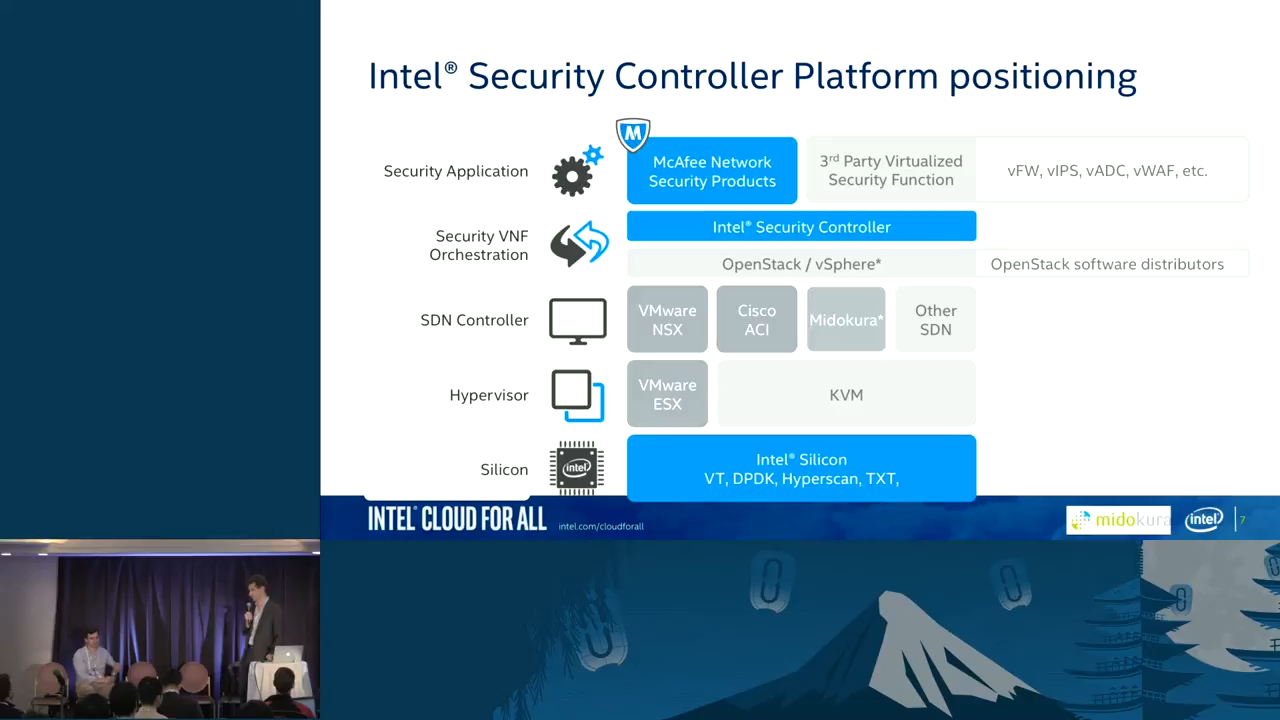 Intel® Security Controller Platform positioning
Security Application
M
McAfee Network
Security Products
3rd Party Virtualized
Security Function
vFW, vIPS, vADC, vWAF, etc.
Security VNF
Orchestration
Intel® Security Controller
OpenStack / vSphere*
OpenStack software distributors
SDN Controller
VMware
NSX
Cisco
ACI
Midokura*
Other
SDN
Hypervisor
VMware
ESX
KVM
Silicon
intel
Intel® Silicon
VT, DPDK, Hyperscan, TXT,
INTEL® CLOUD FOR ALL
intel.com/cloudforall
midokura
intel
7